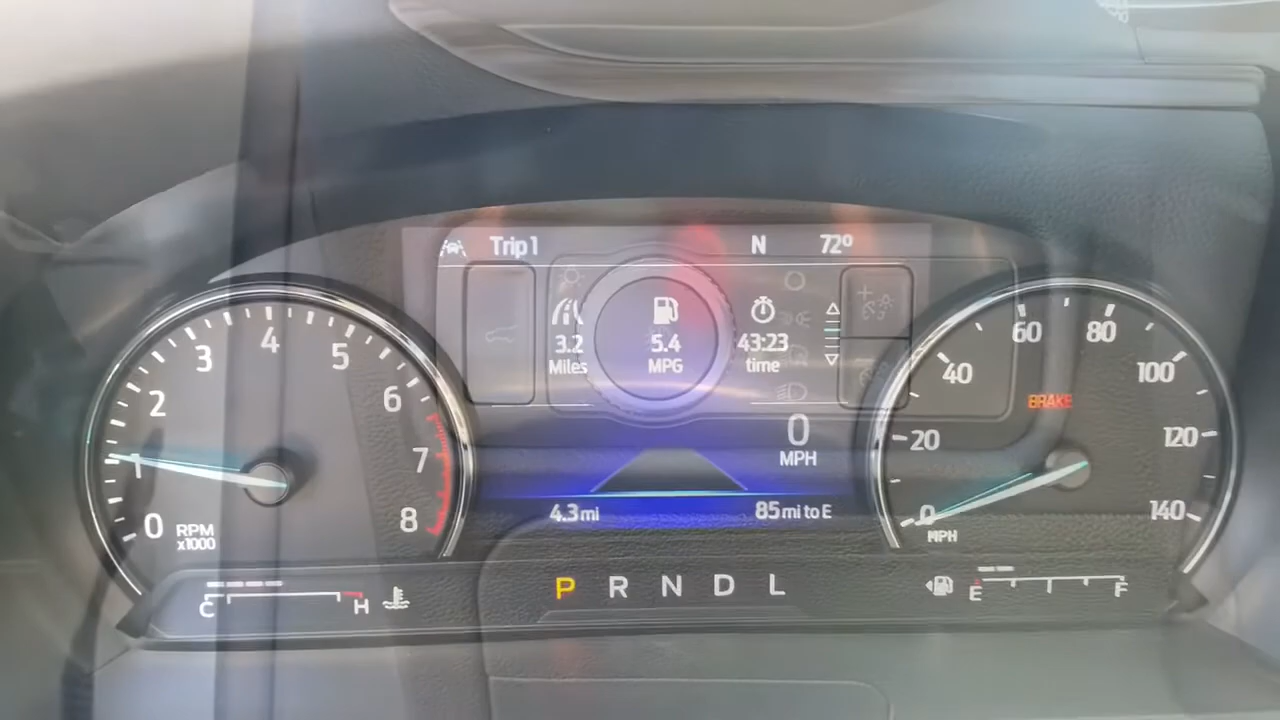 Trip 1 N 72º
3.2 5.4 43:23
Miles MPG time
0
MPH
4.3 mi 85 mi to E
0 1 2 3 4 5 6 7 8
RPM
x1000
0 20 40 60 80 100 120 140
MPH
BRAKE
C H
P R N D L
E F